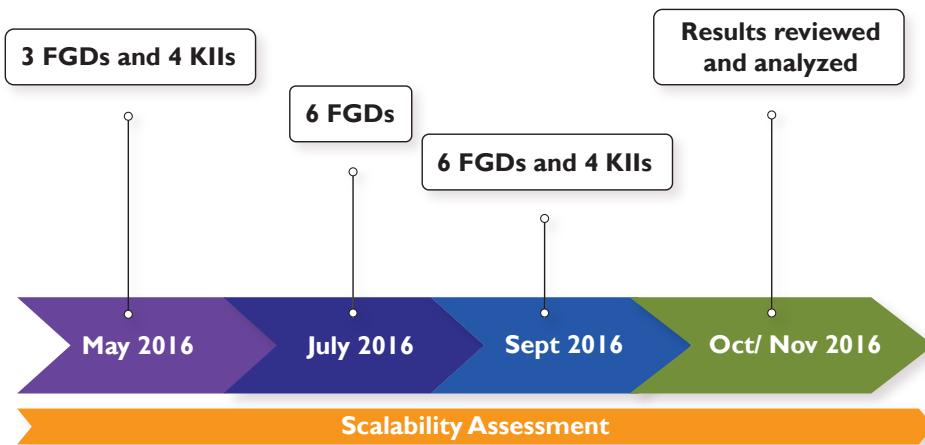 3 FGDs and 4 KIIs
6 FGDs
6 FGDs and 4 KIIs
Results reviewed
and analyzed
May 2016
July 2016
Sept 2016
Oct/ Nov 2016
Scalability Assessment